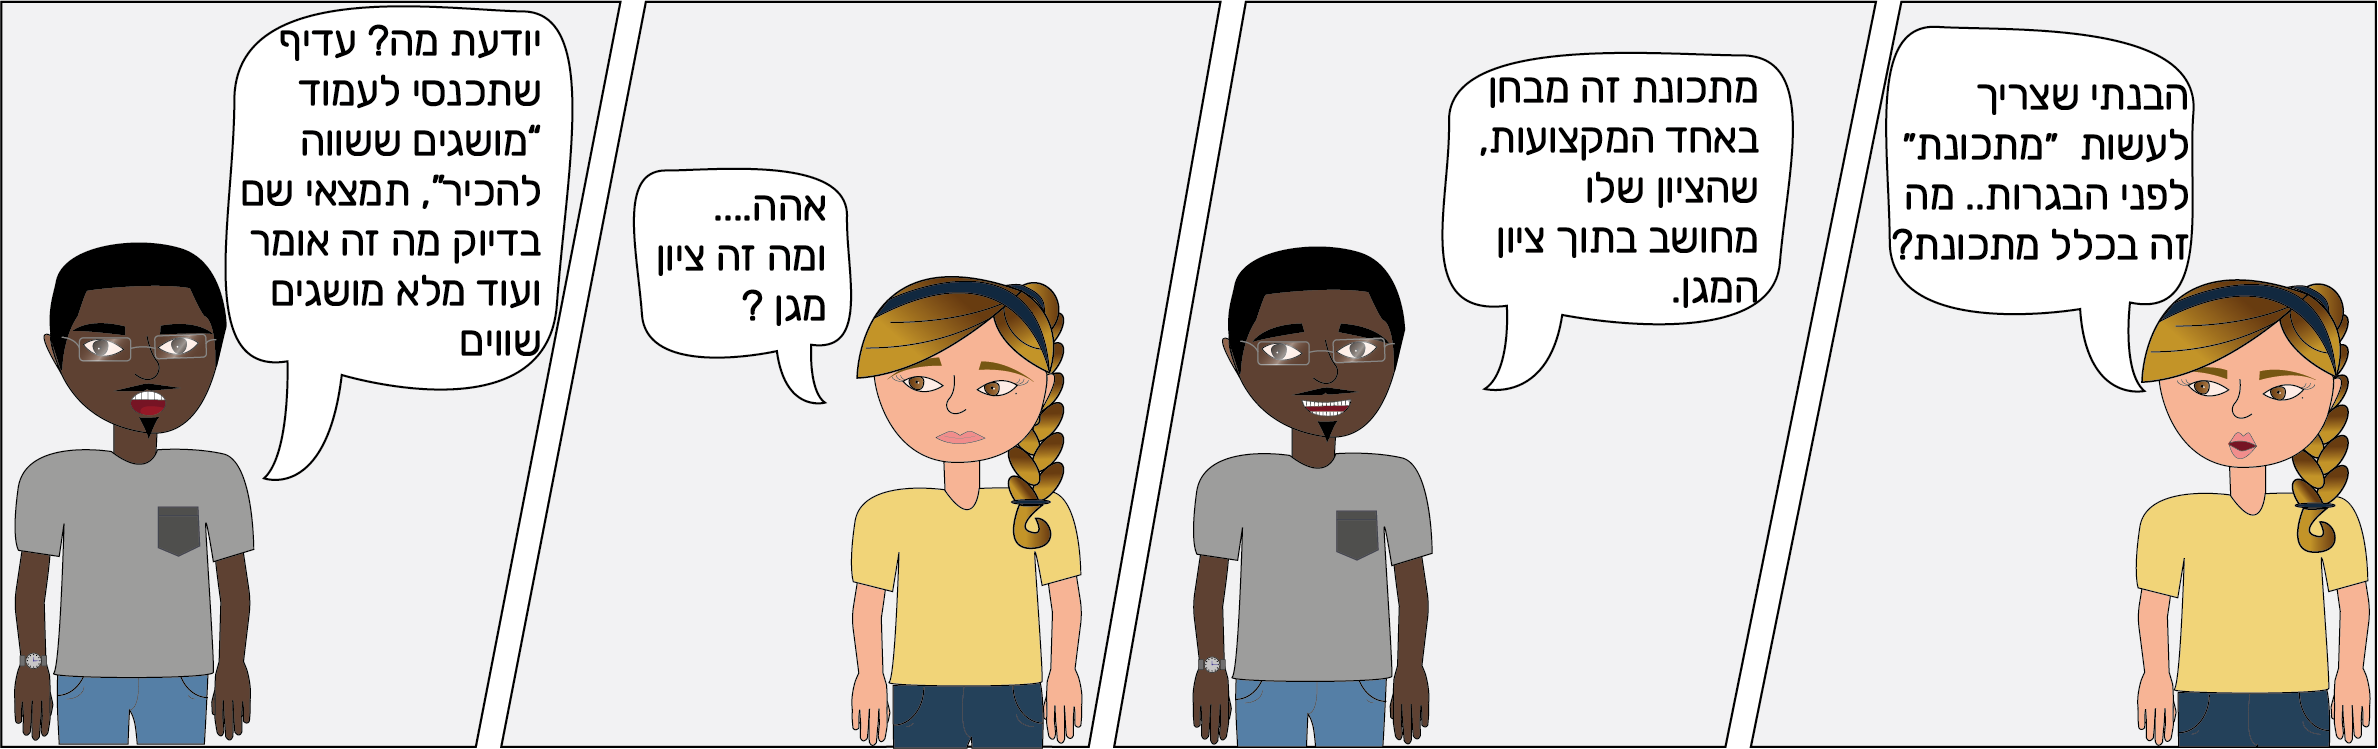 הבנתי שצריך
לעשות "מתכונת"
לפני הבגרות.. מה
זה בכלל מתכונת?
מתכונת זה מבחן
באחד המקצועות,
שהציון שלו
מחושב בתוך ציון
המגן.
אהה....
ומה זה ציון
מגן ?
יודעת מה? עדיף
שתכנסי לעמוד
"מושגים ששווה
להכיר", תמצאי שם
בדיוק מה זה אומר
ועוד מלא מושגים
שווים